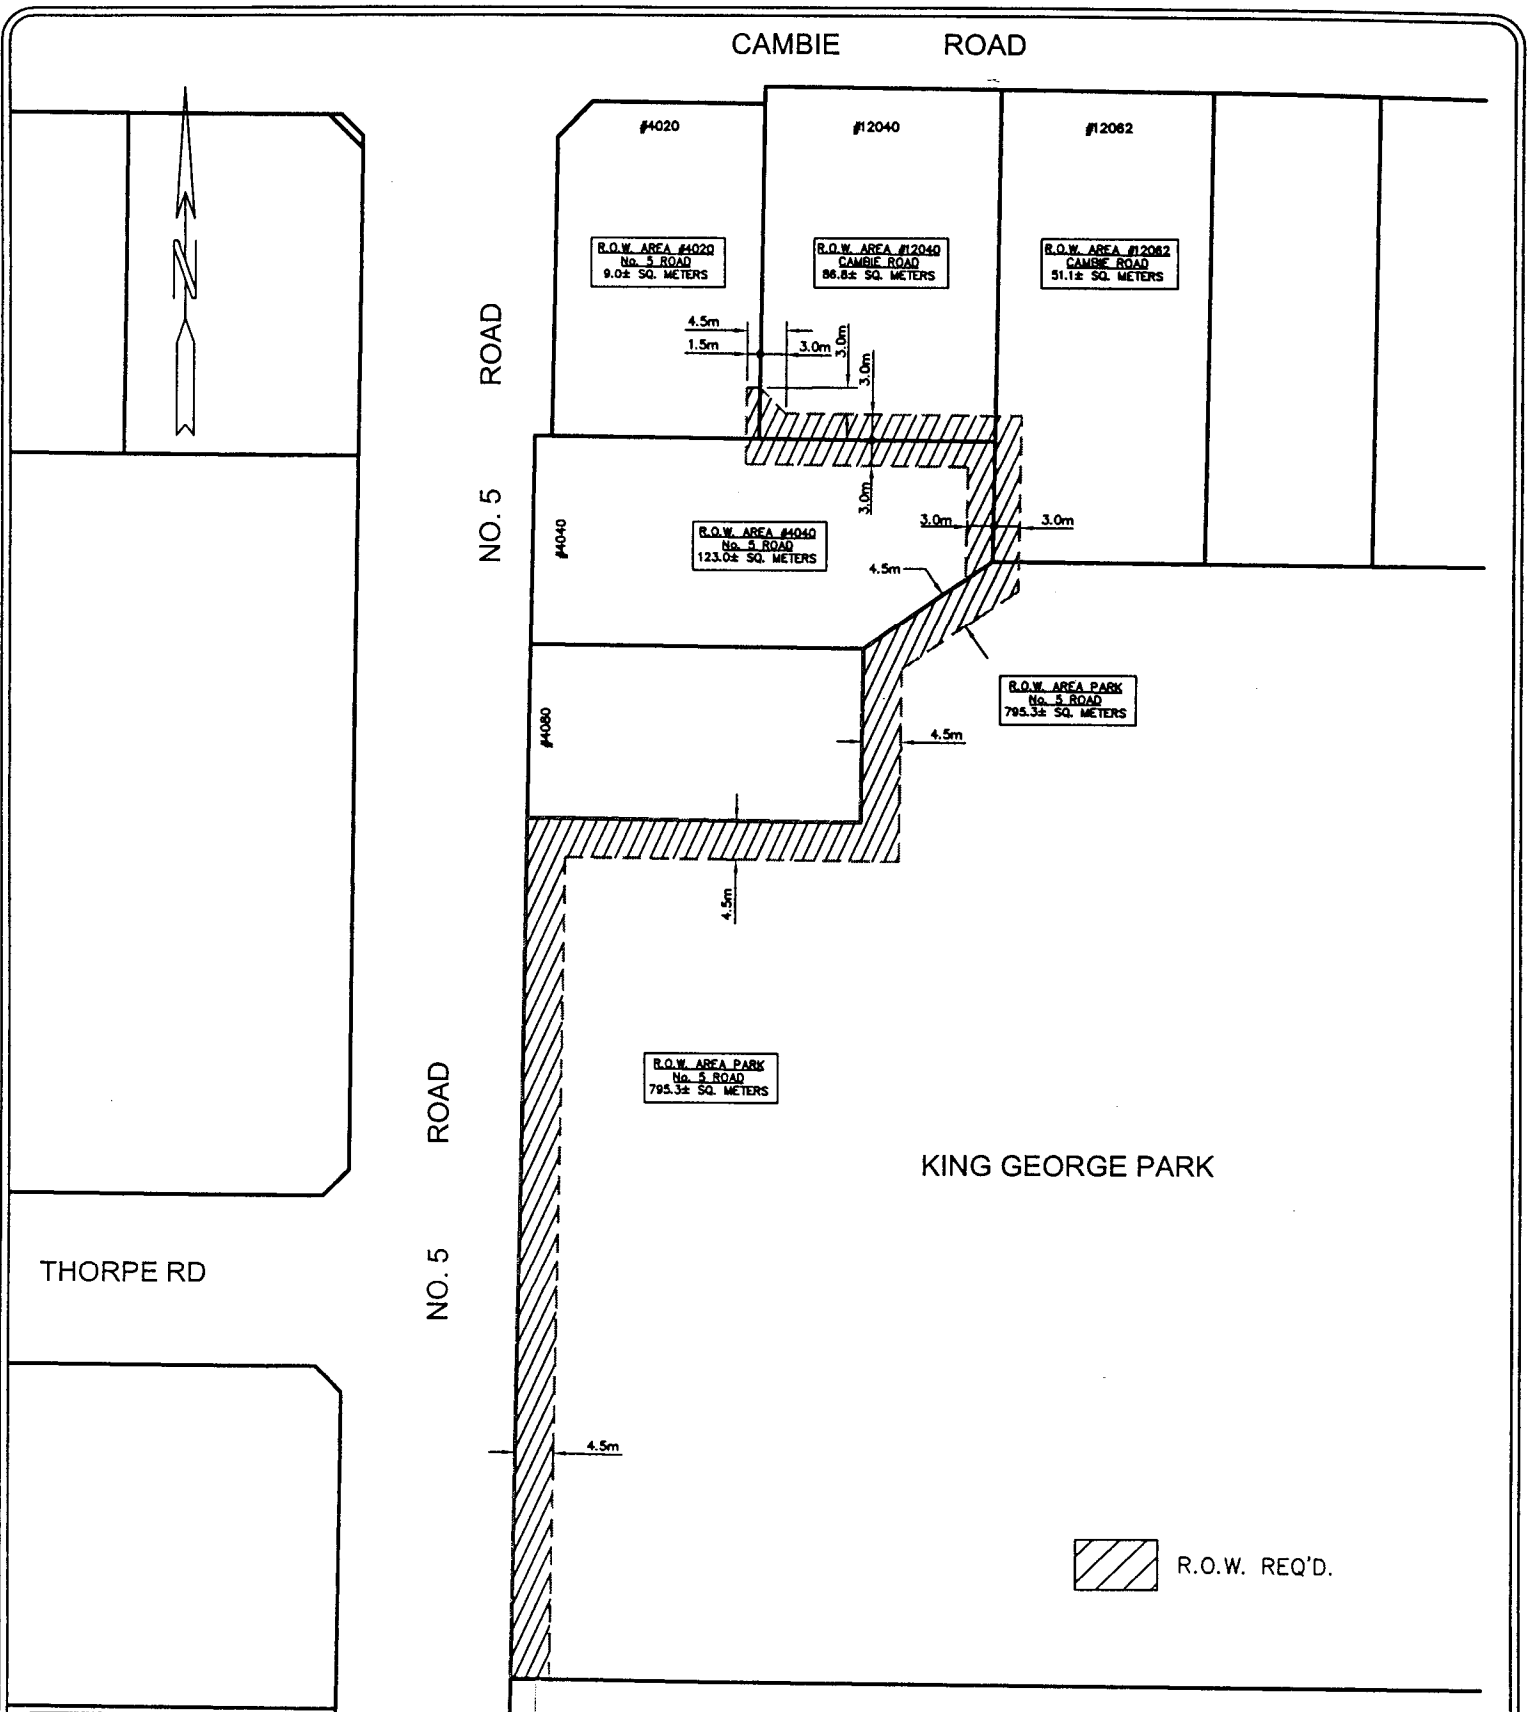 CAMBIE ROAD
#4020
#12040
#12062
R.O.W. AREA #4020
No. 5 ROAD
9.0± SQ. METERS
R.O.W. AREA #12040
CAMBIE ROAD
86.8± SQ. METERS
R.O.W. AREA #12062
CAMBIE ROAD
51.1± SQ. METERS
N
NO. 5 ROAD
4.5m
1.5m
3.0m
3.0m
3.0m
3.0m
3.0m
3.0m
#4040
R.O.W. AREA #4040
No. 5 ROAD
123.0± SQ. METERS
4.5m
R.O.W. AREA PARK
No. 5 ROAD
795.3± SQ. METERS
#4080
4.5m
4.5m
R.O.W. AREA PARK
No. 5 ROAD
795.3± SQ. METERS
NO. 5 ROAD
KING GEORGE PARK
THORPE RD
4.5m
R.O.W. REQ'D.